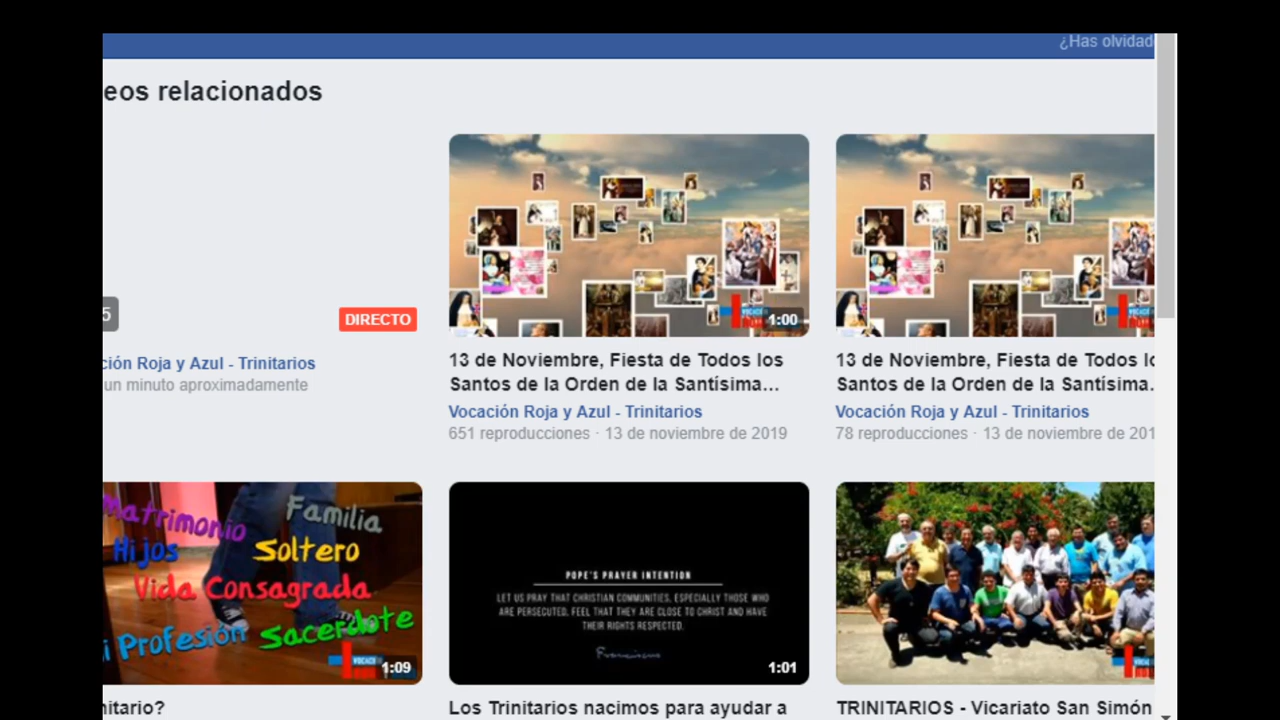 ¿Has olvidad
eos relacionados
5
DIRECTO
1:00
ción Roja y Azul - Trinitarios
un minuto aproximadamente
13 de Noviembre, Fiesta de Todos los
Santos de la Orden de la Santísima...
Vocación Roja y Azul - Trinitarios
651 reproducciones · 13 de noviembre de 2019
13 de Noviembre, Fiesta de Todos lo
Santos de la Orden de la Santísima.
Vocación Roja y Azul - Trinitarios
78 reproducciones · 13 de noviembre de 201
Matrimonio
Familia
Hijos
Soltero
Vida Consagrada
i Profesión
Sacerdote
1:09
POPE'S PRAYER INTENTION
LET US PRAY THAT CHRISTIAN COMMUNITIES, ESPECIALLY THOSE WHO
ARE PERSECUTED, FEEL THAT THEY ARE CLOSE TO CHRIST AND HAVE
THEIR RIGHTS RESPECTED.
Franciscus
1:01
nitario?
Los Trinitarios nacimos para ayudar a
TRINITARIOS - Vicariato San Simón